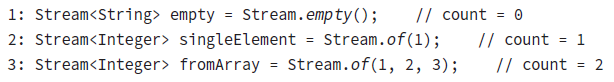 1: Stream<String> empty = Stream.empty();    // count = 0
2: Stream<Integer> singleElement = Stream.of(1);    // count = 1
3: Stream<Integer> fromArray = Stream.of(1, 2, 3);    // count = 2